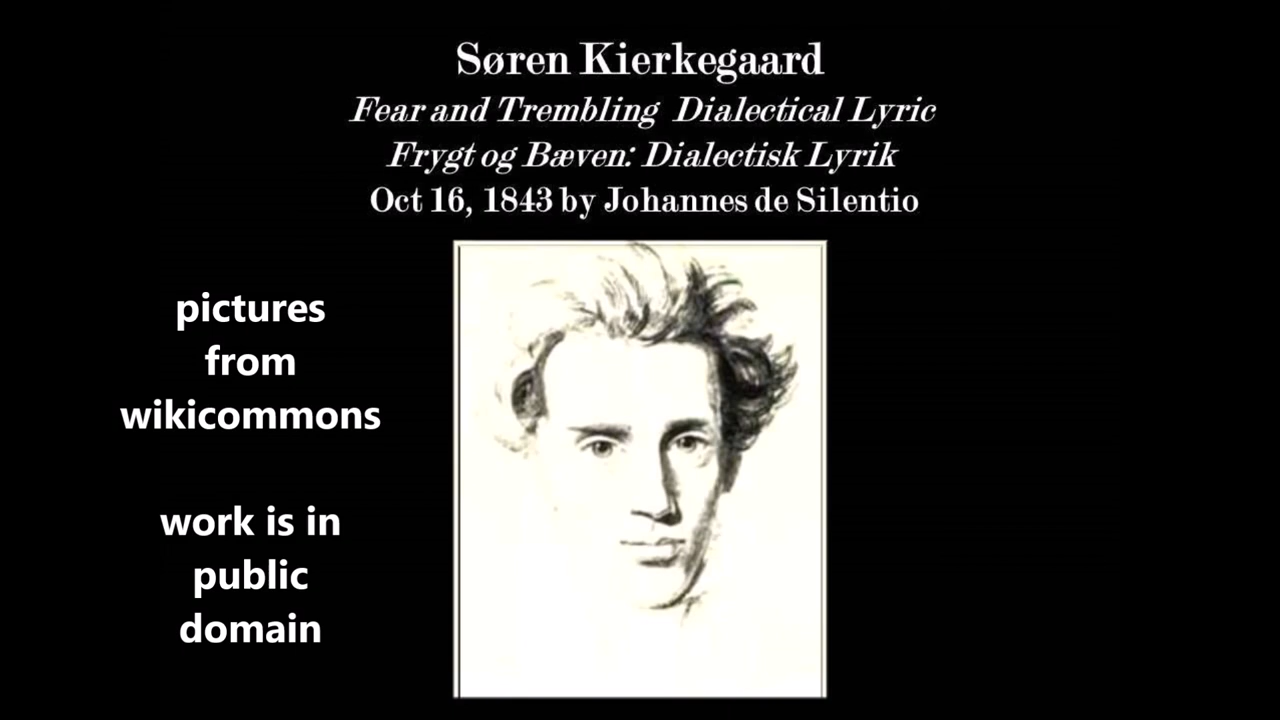 Søren Kierkegaard
Fear and Trembling Dialectical Lyric
Frygt og Bæven: Dialectisk Lyrik
Oct 16, 1843 by Johannes de Silentio
pictures
from
wikicommons
work is in
public
domain